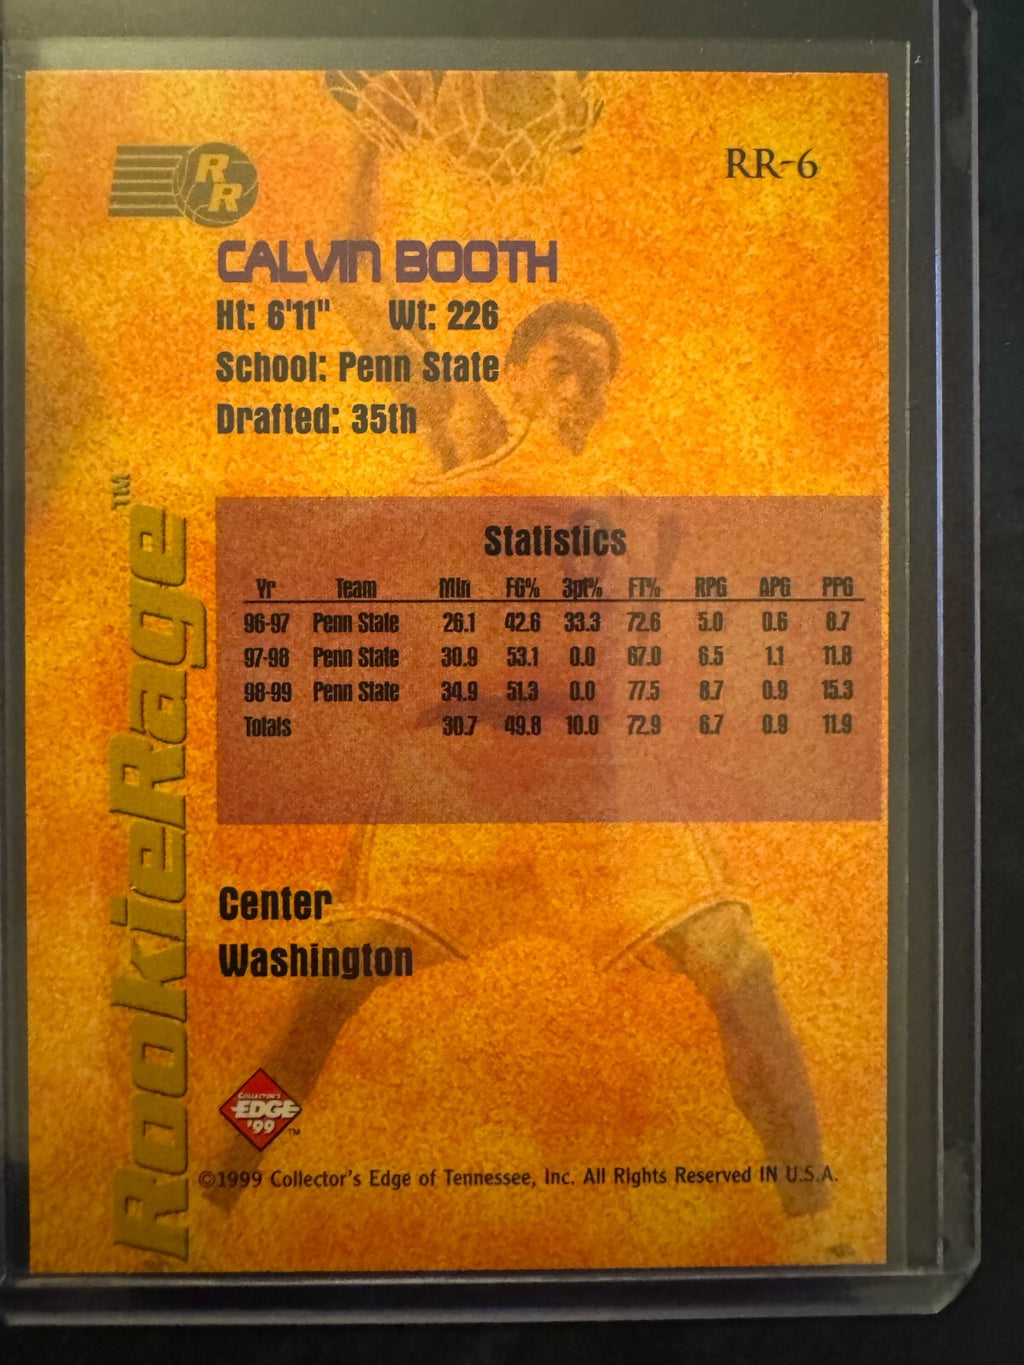 RR
RR-6
CALVIN BOOTH
Ht: 6'11" Wt: 226
School: Penn State
Drafted: 35th
Statistics
Yr Team Min FG% 3pt% FT% RPG APG PPG
96-97 Penn State 26.1 42.6 33.3 72.6 5.0 0.6 8.7
97-98 Penn State 30.9 53.1 0.0 67.0 6.5 1.1 11.8
98-99 Penn State 34.9 51.3 0.0 77.5 8.7 0.9 15.3
Totals 30.7 49.8 10.0 72.9 6.7 0.9 11.9
RookieRage™
Center
Washington
COLLECTOR'S
EDGE
'99 ™
©1999 Collector's Edge of Tennessee, Inc. All Rights Reserved IN U.S.A.